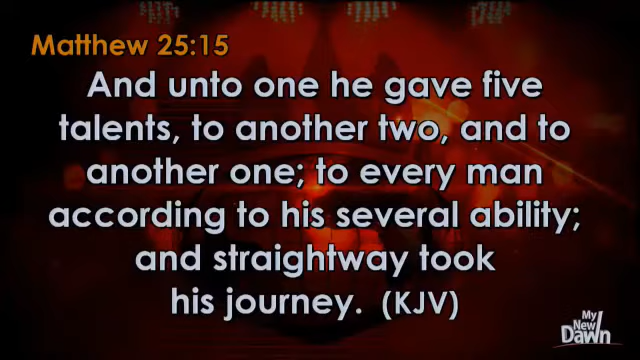 Matthew 25:15
And unto one he gave five
talents, to another two, and to
another one; to every man
according to his several ability;
and straightway took
his journey. (KJV)
My
New
Dawn